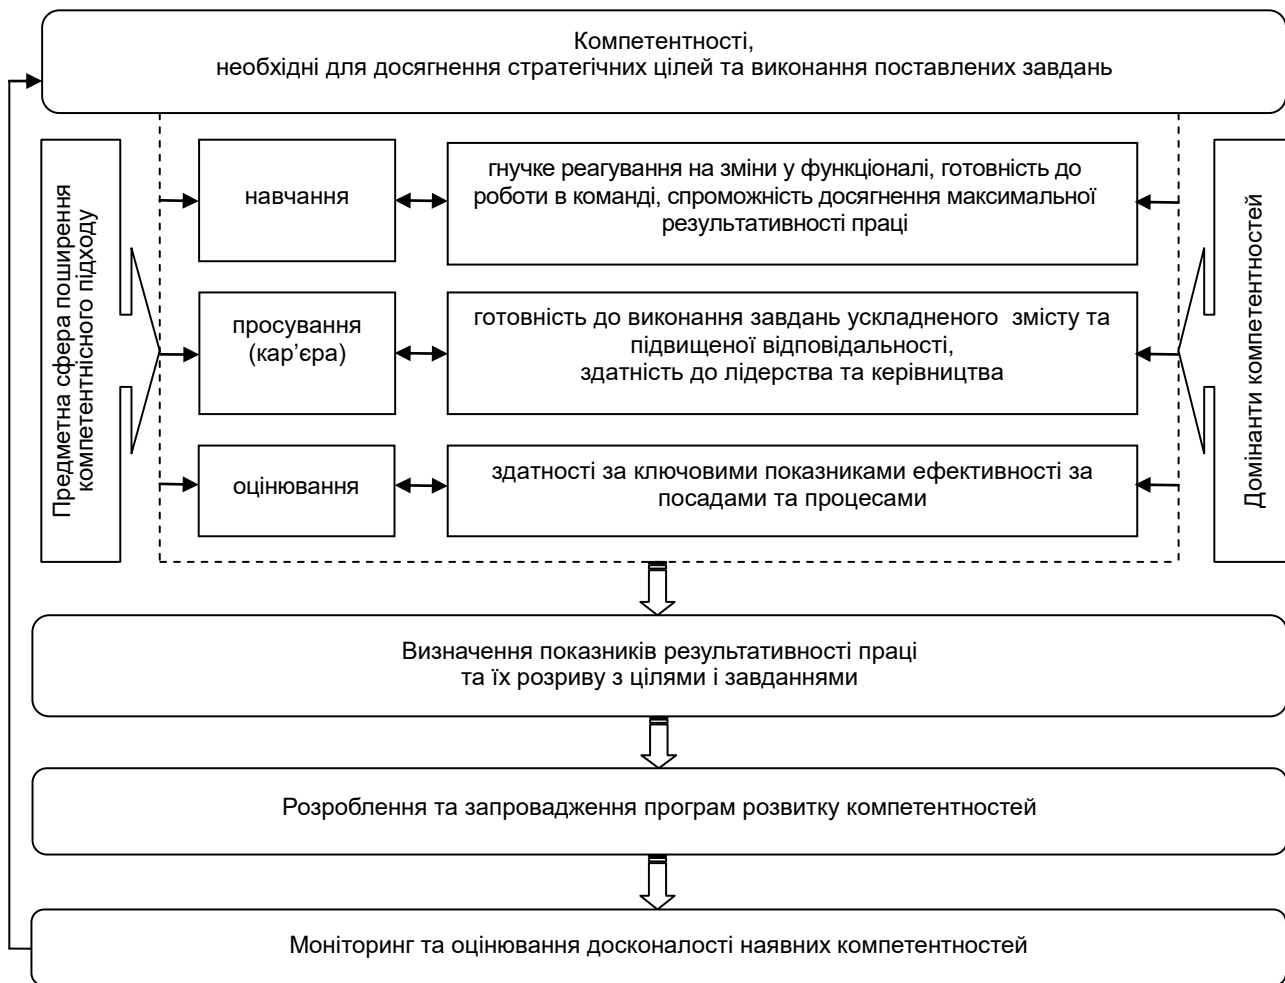 Компетентності,
необхідні для досягнення стратегічних цілей та виконання поставлених завдань
Предметна сфера поширення
компетентнісного підходу
навчання
гнучке реагування на зміни у функціоналі, готовність до
роботи в команді, спроможність досягнення максимальної
результативності праці
просування
(кар’єра)
готовність до виконання завдань ускладненого змісту та
підвищеної відповідальності,
здатність до лідерства та керівництва
оцінювання
здатності за ключовими показниками ефективності за
посадами та процесами
Домінанти компетентностей
Визначення показників результативності праці
та їх розриву з цілями і завданнями
Розроблення та запровадження програм розвитку компетентностей
Моніторинг та оцінювання досконалості наявних компетентностей